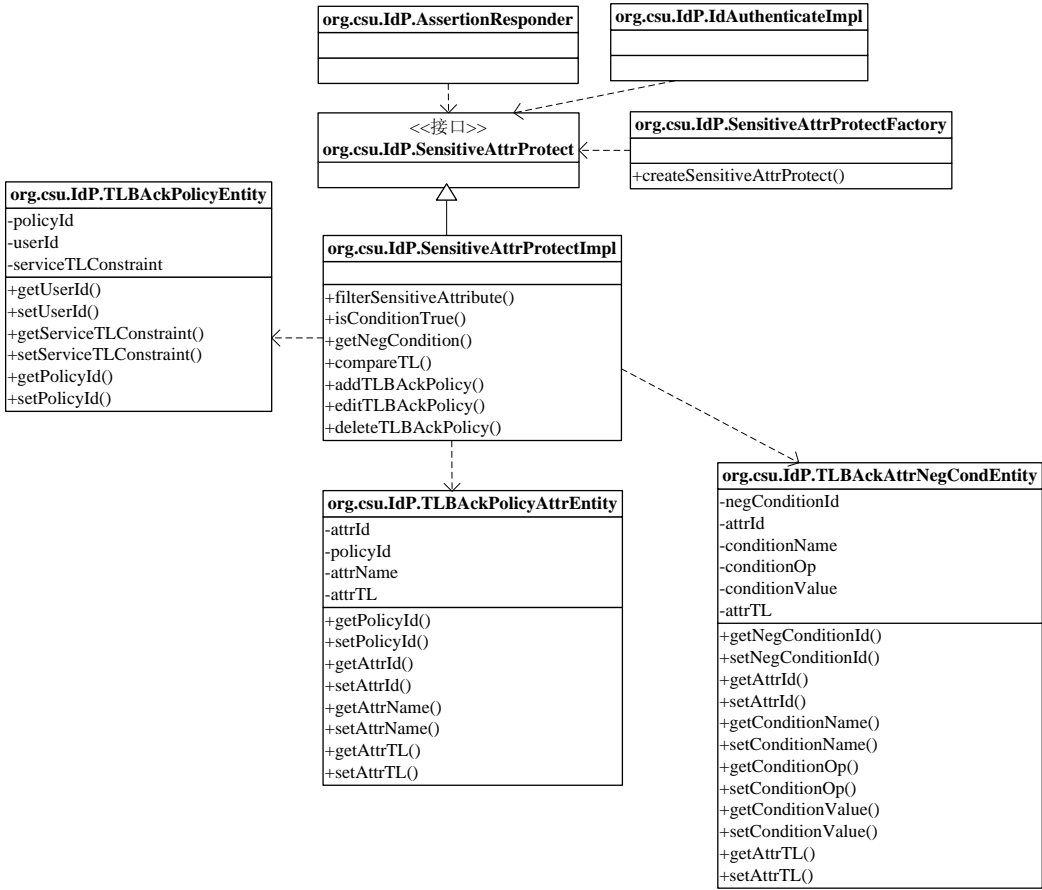 org.csu.IdP.AssertionResponder
org.csu.IdP.IdAuthenticateImpl
<<接口>>
org.csu.IdP.SensitiveAttrProtect
org.csu.IdP.SensitiveAttrProtectFactory
+createSensitiveAttrProtect()
org.csu.IdP.TLBAckPolicyEntity
-policyId
-userId
-serviceTLConstraint
+getUserId()
+setUserId()
+getServiceTLConstraint()
+setServiceTLConstraint()
+getPolicyId()
+setPolicyId()
org.csu.IdP.SensitiveAttrProtectImpl
+filterSensitiveAttribute()
+isConditionTrue()
+getNegCondition()
+compareTL()
+addTLBAckPolicy()
+editTLBAckPolicy()
+deleteTLBAckPolicy()
org.csu.IdP.TLBAckPolicyAttrEntity
-attrId
-policyId
-attrName
-attrTL
+getPolicyId()
+setPolicyId()
+getAttrId()
+setAttrId()
+getAttrName()
+setAttrName()
+getAttrTL()
+setAttrTL()
org.csu.IdP.TLBAckAttrNegCondEntity
-negConditionId
-attrId
-conditionName
-conditionOp
-conditionValue
-attrTL
+getNegConditionId()
+setNegConditionId()
+getAttrId()
+setAttrId()
+getConditionName()
+setConditionName()
+getConditionOp()
+setConditionOp()
+getConditionValue()
+setConditionValue()
+getAttrTL()
+setAttrTL()